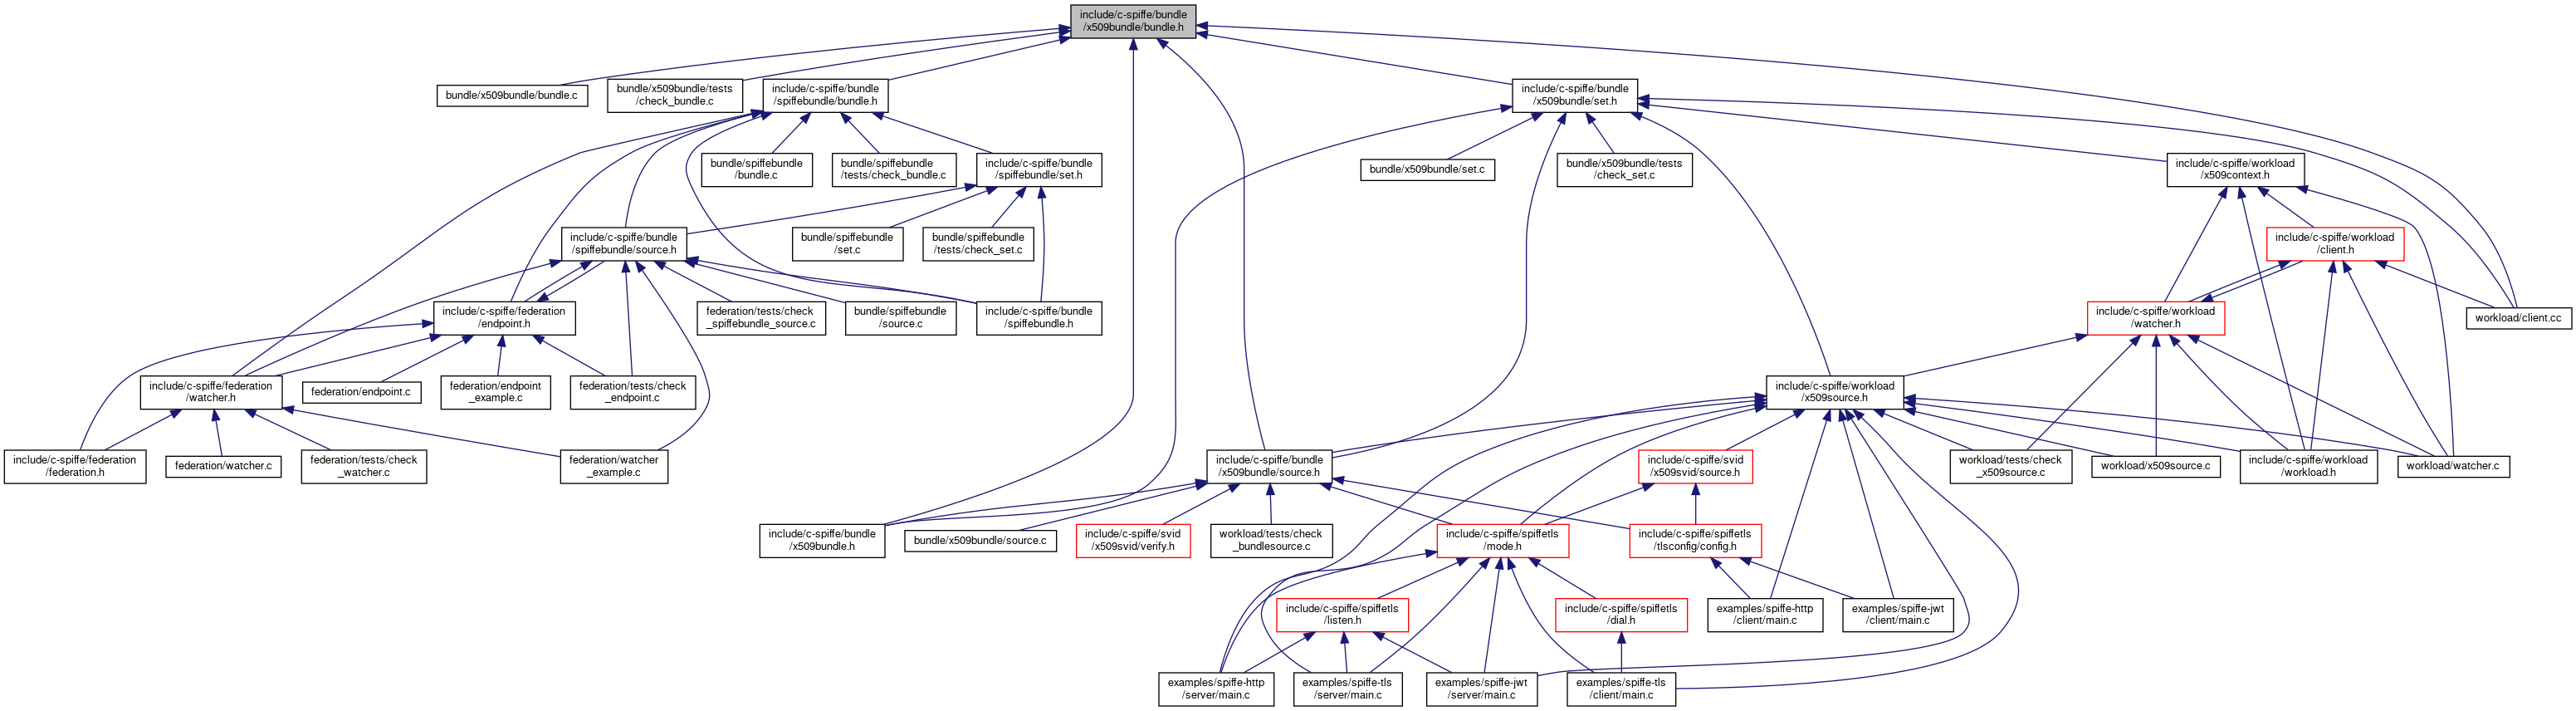 include/c-spiffe/bundle
/x509bundle/bundle.h
bundle/x509bundle/bundle.c
bundle/x509bundle/tests
/check_bundle.c
include/c-spiffe/bundle
/spiffebundle/bundle.h
include/c-spiffe/bundle
/x509bundle/set.h
bundle/spiffebundle
/bundle.c
bundle/spiffebundle
/tests/check_bundle.c
include/c-spiffe/bundle
/spiffebundle/set.h
bundle/x509bundle/set.c
bundle/x509bundle/tests
/check_set.c
include/c-spiffe/workload
/x509context.h
include/c-spiffe/bundle
/spiffebundle/source.h
bundle/spiffebundle
/set.c
bundle/spiffebundle
/tests/check_set.c
include/c-spiffe/workload
/client.h
include/c-spiffe/federation
/endpoint.h
federation/tests/check
_spiffebundle_source.c
bundle/spiffebundle
/source.c
include/c-spiffe/bundle
/spiffebundle.h
include/c-spiffe/workload
/watcher.h
workload/client.cc
include/c-spiffe/federation
/watcher.h
federation/endpoint.c
federation/endpoint
_example.c
federation/tests/check
_endpoint.c
include/c-spiffe/workload
/x509source.h
include/c-spiffe/federation
/federation.h
federation/watcher.c
federation/tests/check
_watcher.c
federation/watcher
_example.c
include/c-spiffe/bundle
/x509bundle/source.h
include/c-spiffe/svid
/x509svid/source.h
workload/tests/check
_x509source.c
workload/x509source.c
include/c-spiffe/workload
/workload.h
workload/watcher.c
include/c-spiffe/bundle
/x509bundle.h
bundle/x509bundle/source.c
include/c-spiffe/svid
/x509svid/verify.h
workload/tests/check
_bundlesource.c
include/c-spiffe/spiffetls
/mode.h
include/c-spiffe/spiffetls
/tlsconfig/config.h
include/c-spiffe/spiffetls
/listen.h
include/c-spiffe/spiffetls
/dial.h
examples/spiffe-http
/client/main.c
examples/spiffe-jwt
/client/main.c
examples/spiffe-http
/server/main.c
examples/spiffe-tls
/server/main.c
examples/spiffe-jwt
/server/main.c
examples/spiffe-tls
/client/main.c